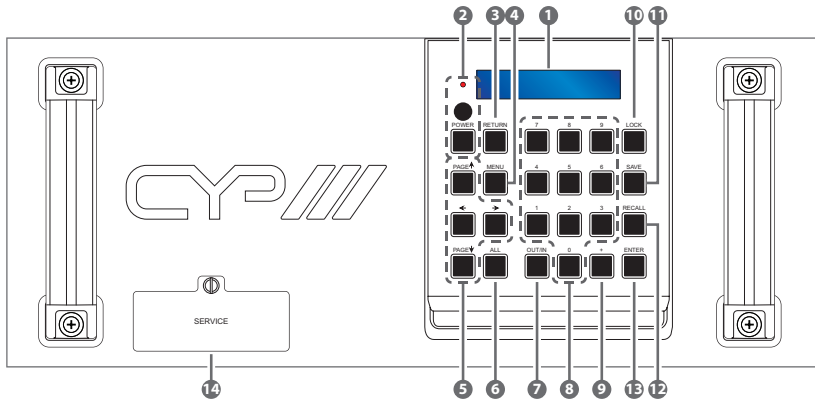 2 3 4 1 10 11
POWER RETURN 7 8 9 LOCK
PAGE↑ MENU 4 5 6 SAVE
← → 1 2 3 RECALL
PAGE↓ ALL OUT/IN 0 + ENTER
CYP
SERVICE
14 5 6 7 8 9 13 12